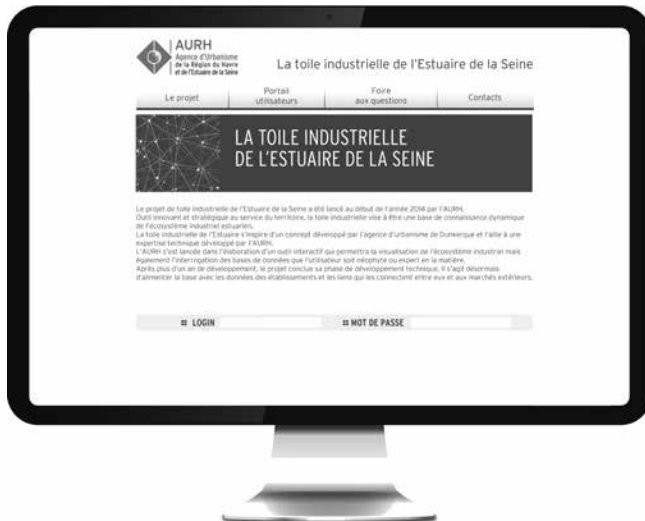 AURH
Agence d'Urbanisme
de la Région du Havre
et de l'Estuaire de la Seine
La toile industrielle de l'Estuaire de la Seine
Le projet
Portail
utilisateurs
Foire
aux questions
Contacts
LA TOILE INDUSTRIELLE
DE L'ESTUAIRE DE LA SEINE
Le projet de toile industrielle de l'Estuaire de la Seine a été lancé au début de l'année 2014 par l'AURH.
Outil innovant et stratégique au service du territoire, la toile industrielle vise à être une base de connaissance dynamique
de l'écosystème industriel estuarien.
La toile industrielle de l'Estuaire s'inspire d'un concept développé par l'agence d'urbanisme de Dunkerque et l'allie à une
expertise technique développé par l'AURH.
L'AURH s'est lancée dans l'élaboration d'un outil interactif qui permettra la visualisation de l'écosystème industriel mais
également l'interrogation des bases de données que l'utilisateur soit néophyte ou expert en la matière.
Après plus d'un an de développement, le projet conclue sa phase de développement technique. Il s'agit désormais
d'alimenter la base avec les données des établissements et les liens qui les connectent entre eux et aux marchés extérieurs.
LOGIN
MOT DE PASSE